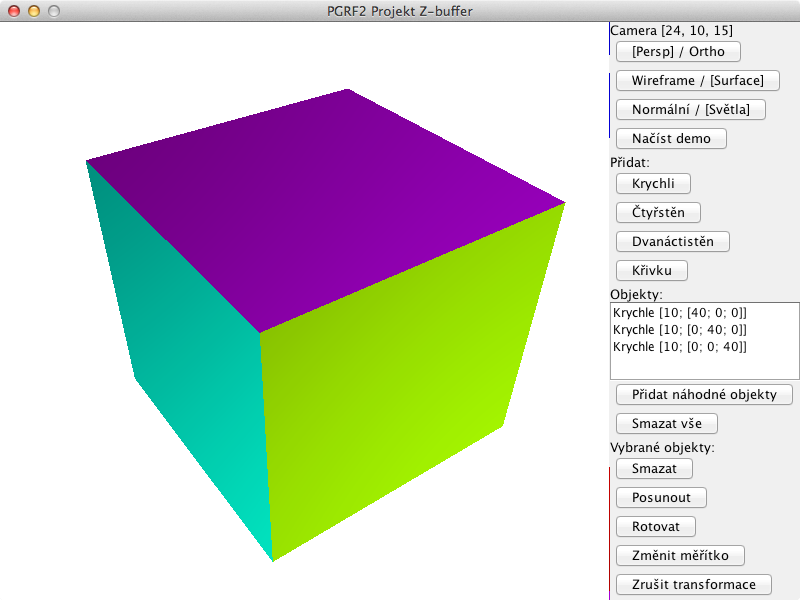 PGRF2 Projekt Z-buffer
Camera [24, 10, 15]
[Persp] / Ortho
Wireframe / [Surface]
Normální / [Světla]
Načíst demo
Přidat:
Krychli
Čtyřstěn
Dvanáctistěn
Křivku
Objekty:
Krychle [10; [40; 0; 0]]
Krychle [10; [0; 40; 0]]
Krychle [10; [0; 0; 40]]
Přidat náhodné objekty
Smazat vše
Vybrané objekty:
Smazat
Posunout
Rotovat
Změnit měřítko
Zrušit transformace